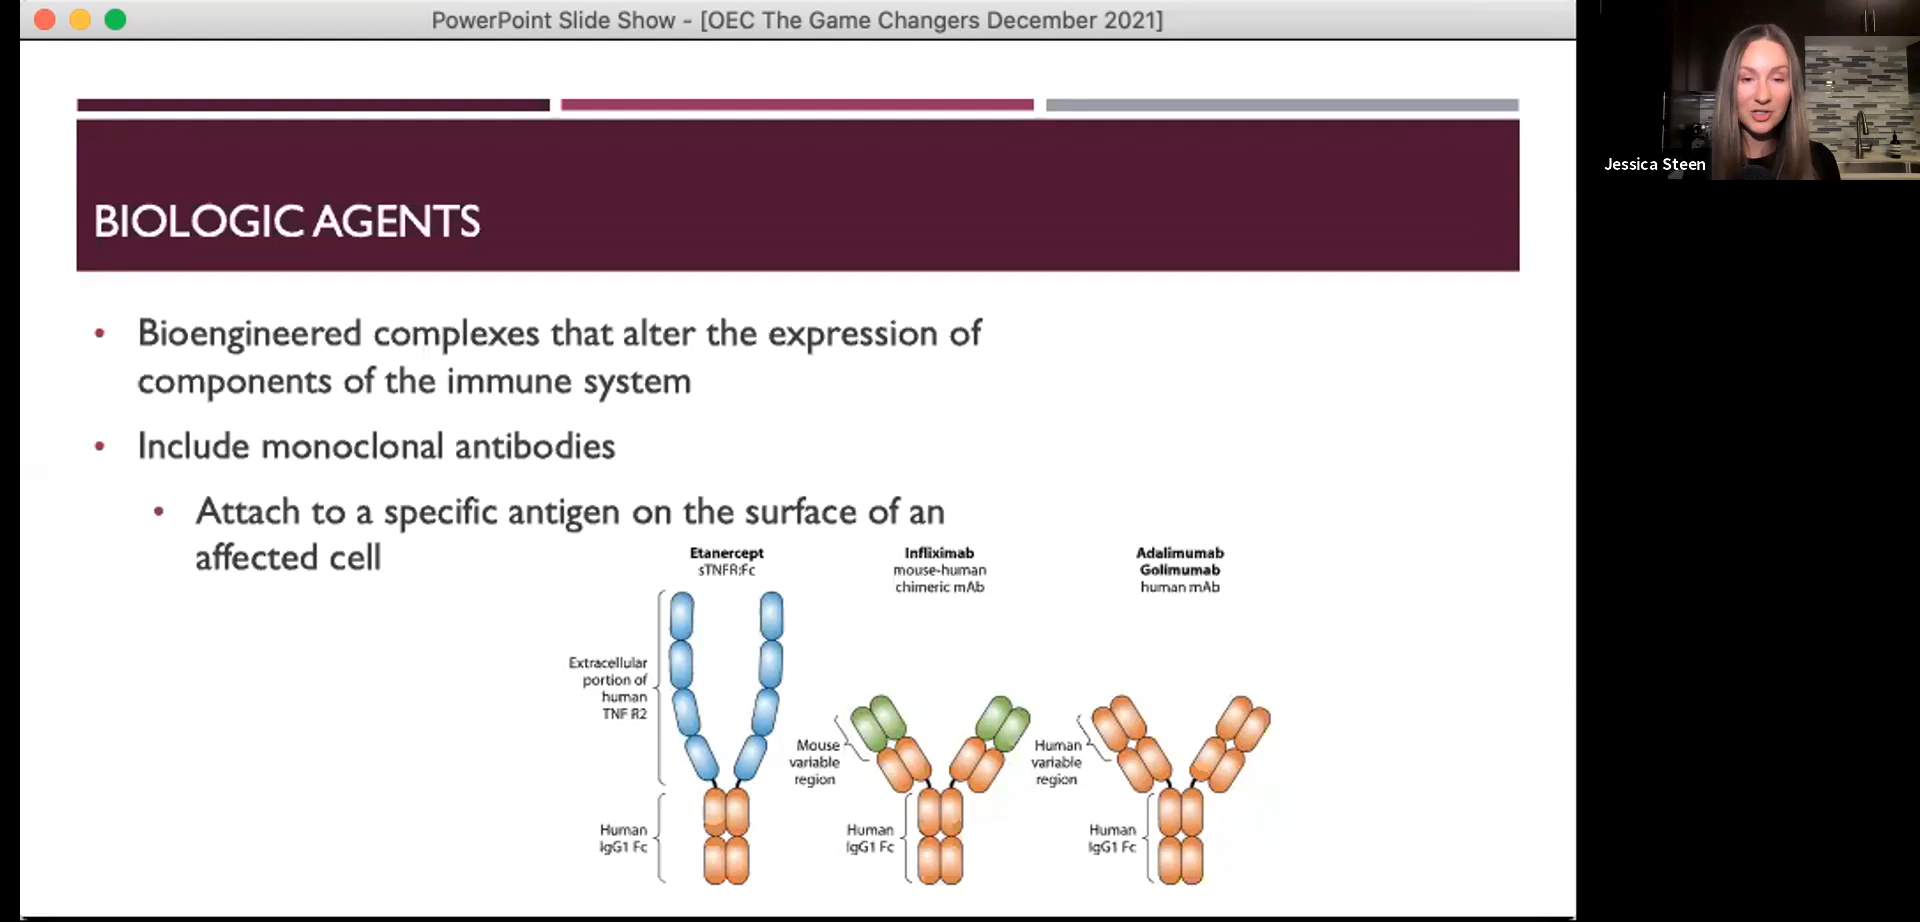 PowerPoint Slide Show - [OEC The Game Changers December 2021]
Jessica Steen
BIOLOGIC AGENTS
• Bioengineered complexes that alter the expression of
components of the immune system
• Include monoclonal antibodies
• Attach to a specific antigen on the surface of an
affected cell
Etanercept
sTNFR:Fc
Extracellular
portion of
human
TNF R2
Human
IgG1 Fc
Infliximab
mouse-human
chimeric mAb
Mouse
variable
region
Human
IgG1 Fc
Adalimumab
Golimumab
human mAb
Human
variable
region
Human
IgG1 Fc